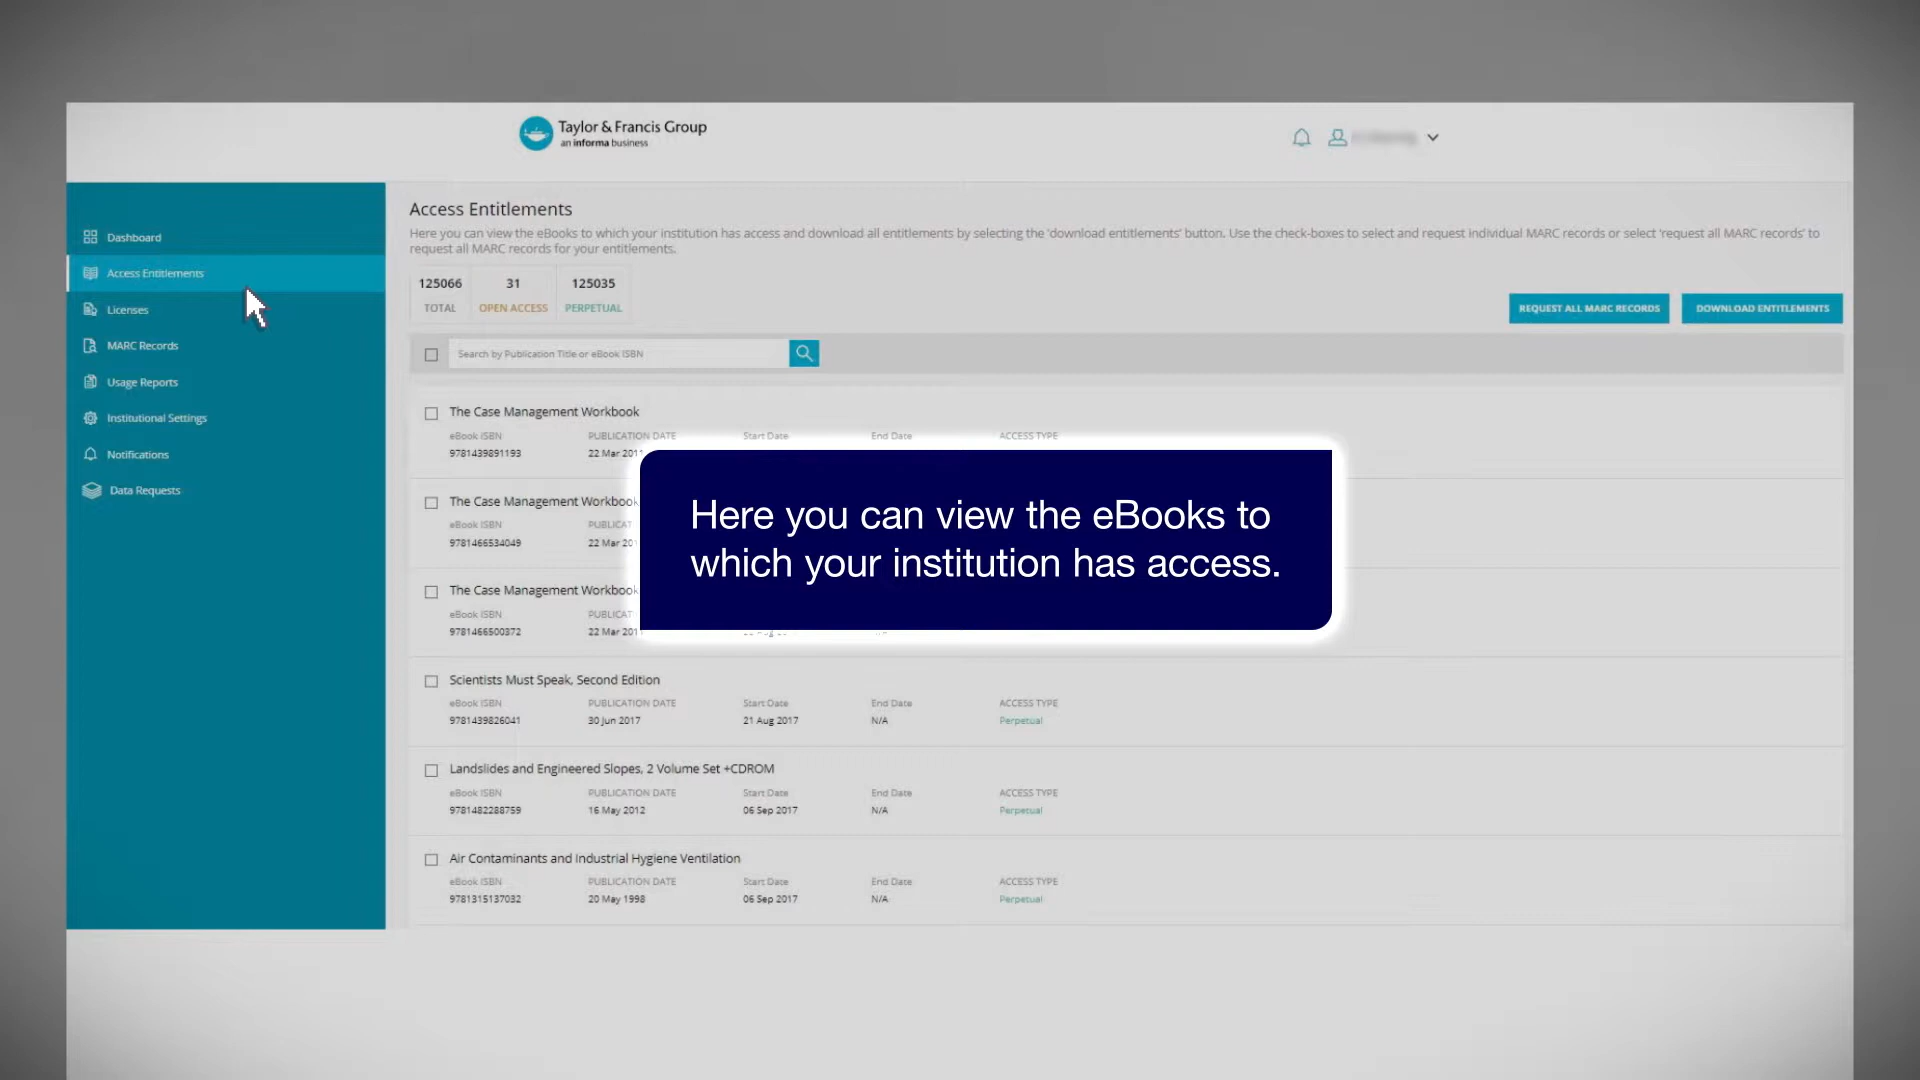 Taylor & Francis Group
an informa business
Dashboard
Access Entitlements
Licenses
MARC Records
Usage Reports
Institutional Settings
Notifications
Data Requests
Access Entitlements
Here you can view the eBooks to which your institution has access and download all entitlements by selecting the 'download entitlements' button. Use the check-boxes to select and request individual MARC records or select 'request all MARC records' to
request all MARC records for your entitlements.
125066 31 125035
TOTAL OPEN ACCESS PERPETUAL
REQUEST ALL MARC RECORDS DOWNLOAD ENTITLEMENTS
Search by Publication Title or eBook ISBN
The Case Management Workbook
eBook ISBN PUBLICATION DATE Start Date End Date ACCESS TYPE
9781439891193 22 Mar
The Case Management Workbook
eBook ISBN
9781466534049 22 Mar
The Case Management Workbook
eBook ISBN
9781466500372 22 Mar
Here you can view the eBooks to
which your institution has access.
Scientists Must Speak, Second Edition
eBook ISBN PUBLICATION DATE Start Date End Date ACCESS TYPE
9781439826041 30 Jun 2017 21 Aug 2017 N/A Perpetual
Landslides and Engineered Slopes, 2 Volume Set +CDROM
eBook ISBN PUBLICATION DATE Start Date End Date ACCESS TYPE
9781482288759 16 May 2012 06 Sep 2017 N/A Perpetual
Air Contaminants and Industrial Hygiene Ventilation
eBook ISBN PUBLICATION DATE Start Date End Date ACCESS TYPE
9781315137032 20 May 1998 06 Sep 2017 N/A Perpetual